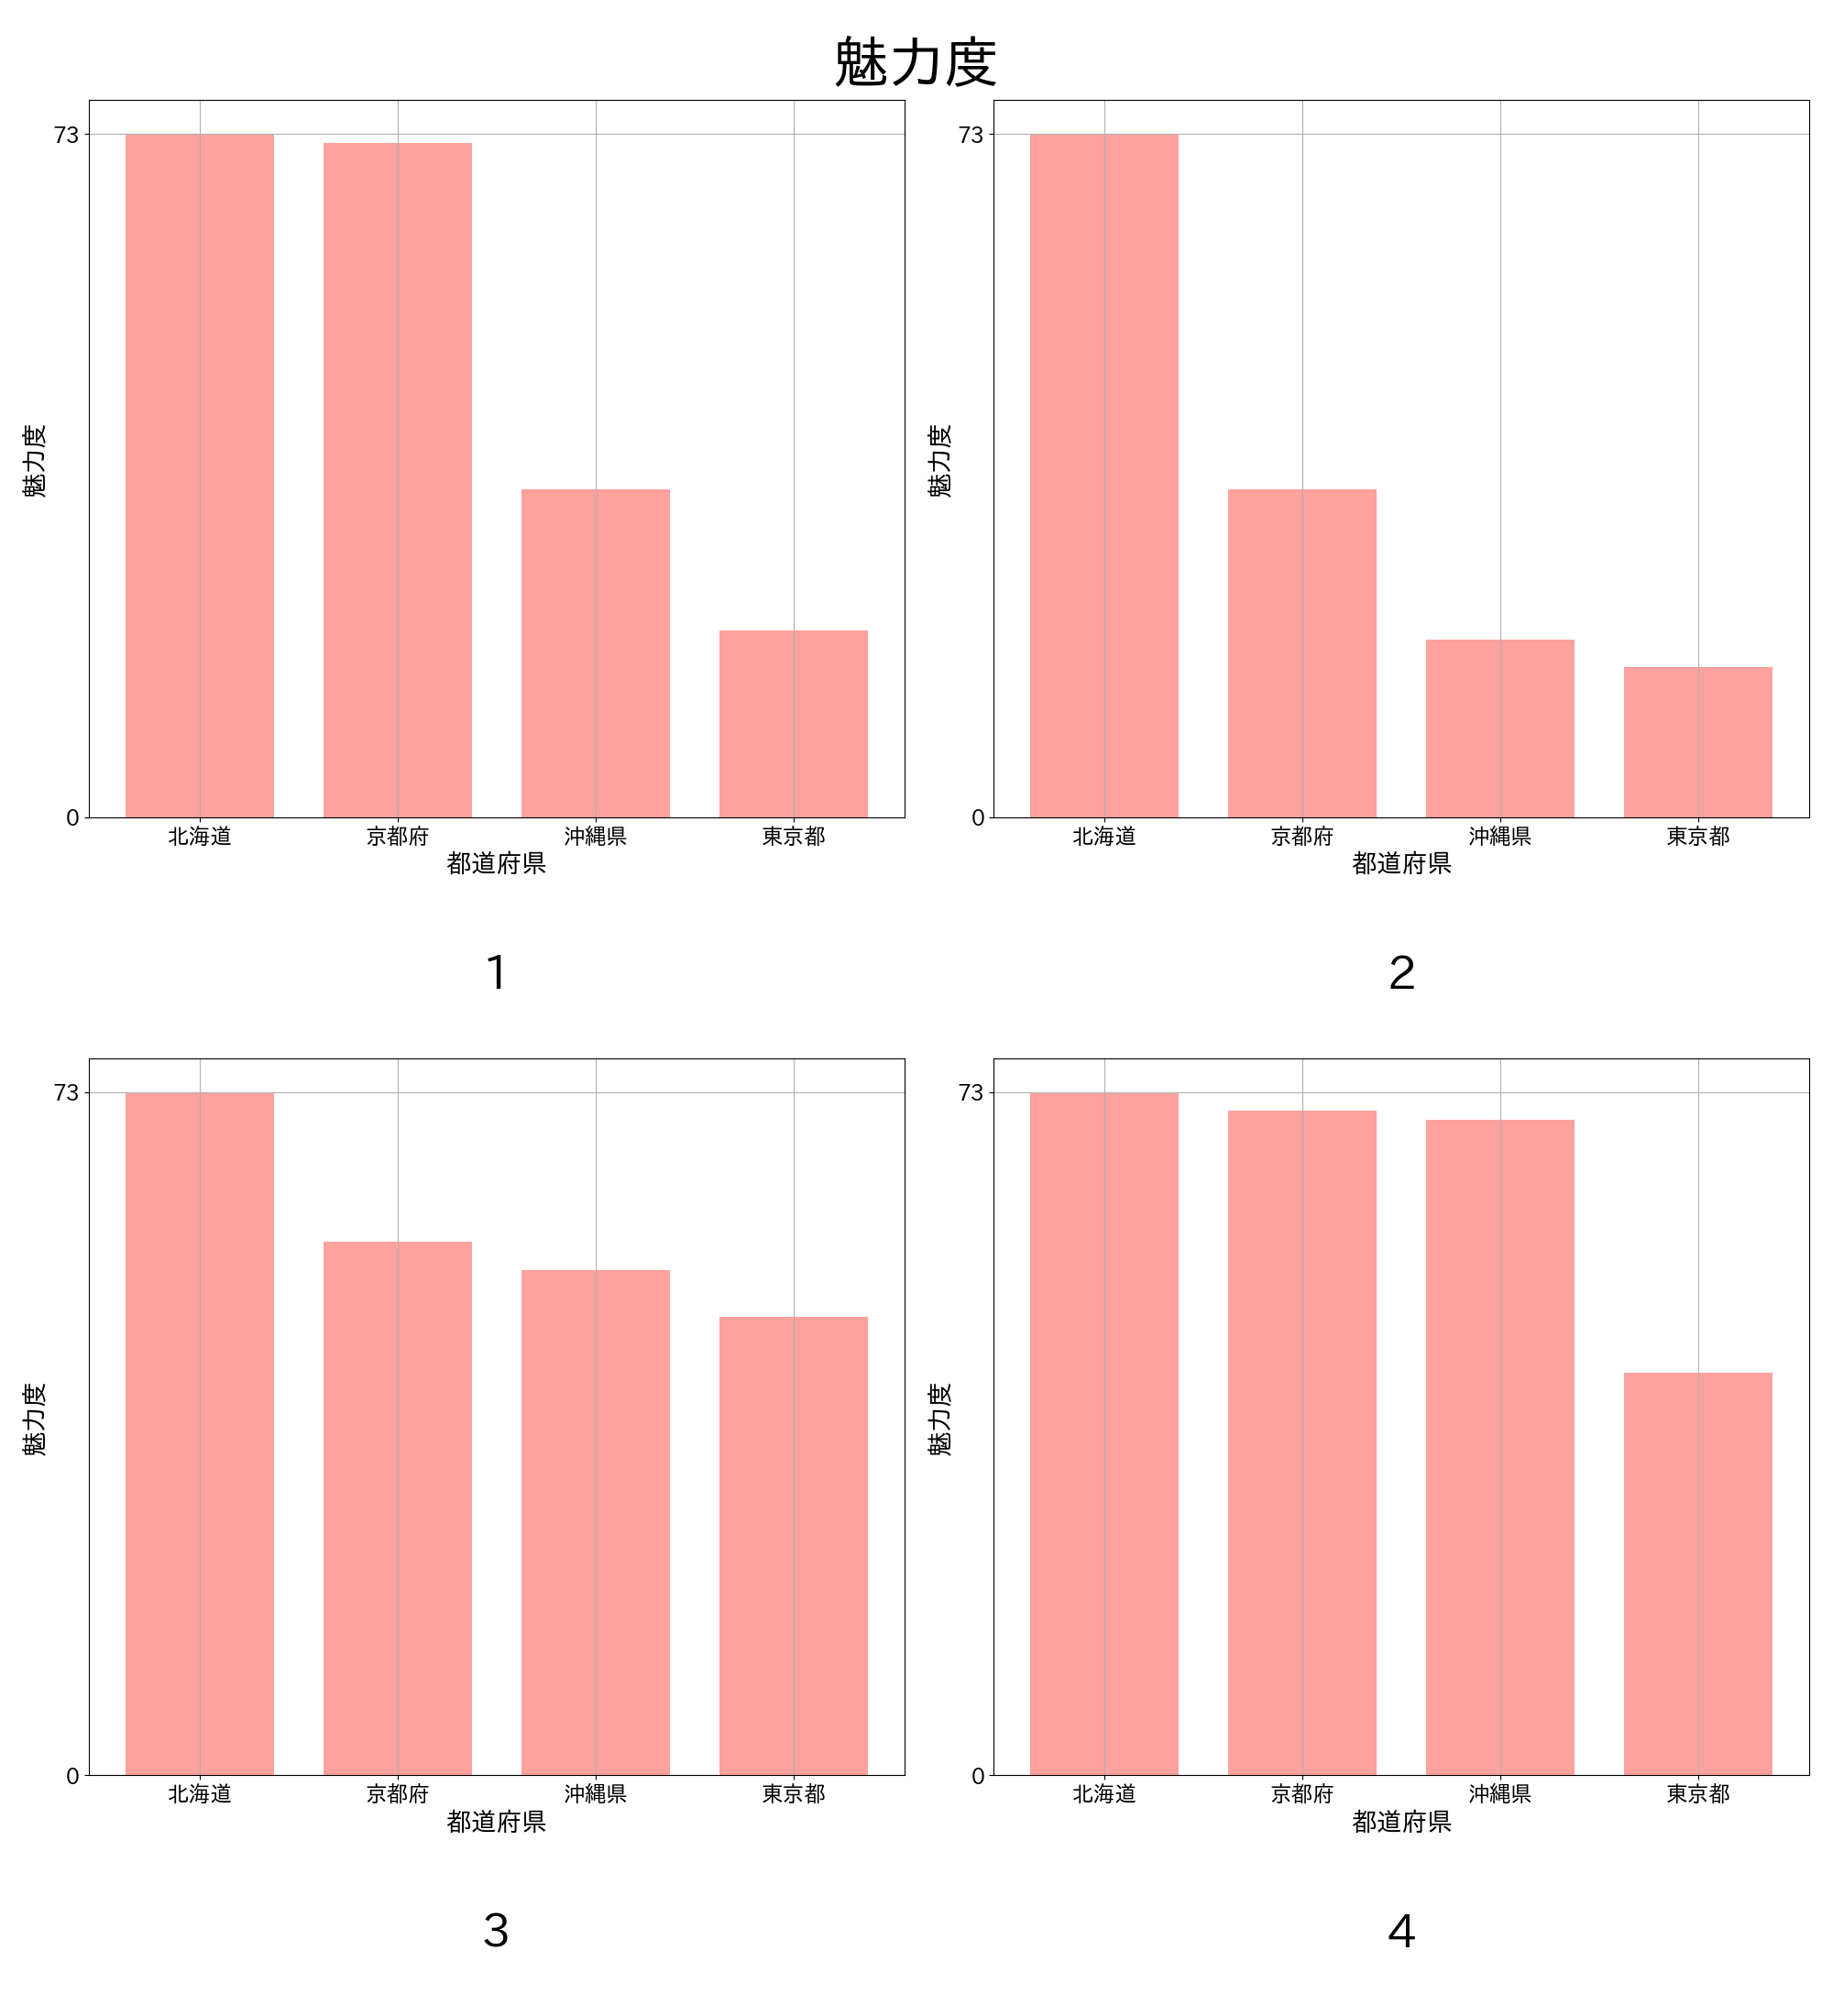 魅力度
73
0
魅力度
北海道 京都府 沖縄県 東京都
都道府県
1
73
0
魅力度
北海道 京都府 沖縄県 東京都
都道府県
2
73
0
魅力度
北海道 京都府 沖縄県 東京都
都道府県
3
73
0
魅力度
北海道 京都府 沖縄県 東京都
都道府県
4